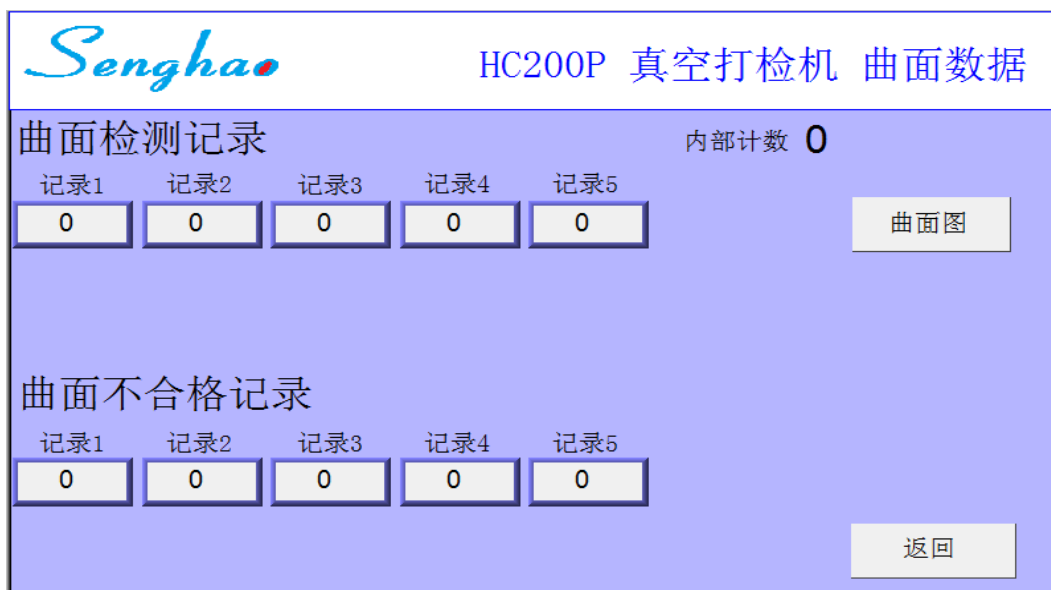 Senghao
HC200P 真空打检机 曲面数据
曲面检测记录
内部计数 0
记录1 记录2 记录3 记录4 记录5
0 0 0 0 0
曲面图
曲面不合格记录
记录1 记录2 记录3 记录4 记录5
0 0 0 0 0
返回